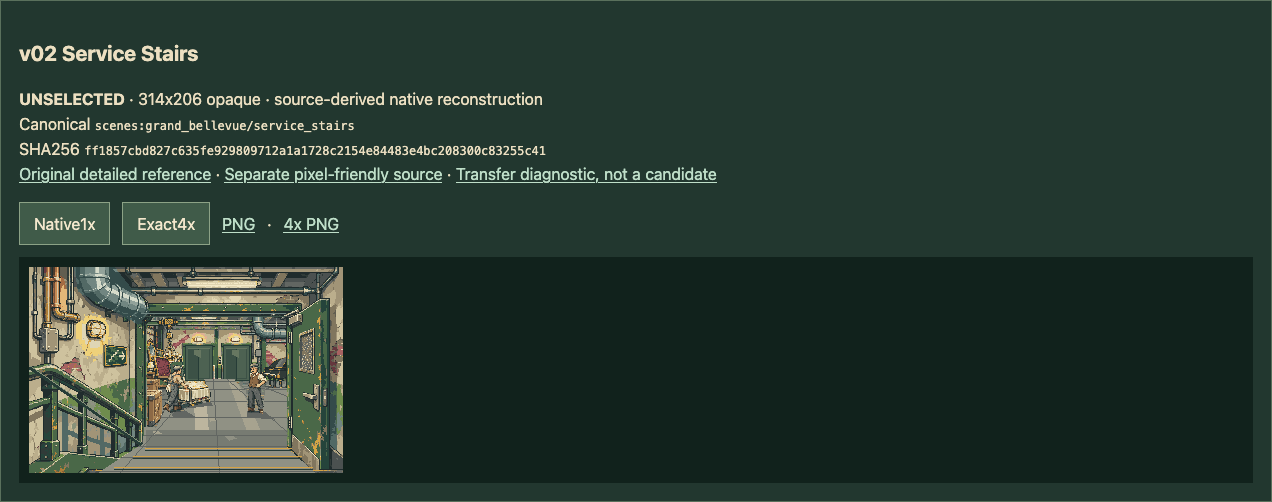 v02 Service Stairs
UNSELECTED · 314x206 opaque · source-derived native reconstruction
Canonical scenes:grand_bellevue/service_stairs
SHA256 ff1857cbd827c635fe929809712a1a1728c2154e84483e4bc208300c83255c41
Original detailed reference · Separate pixel-friendly source · Transfer diagnostic, not a candidate
Native1x Exact4x PNG · 4x PNG